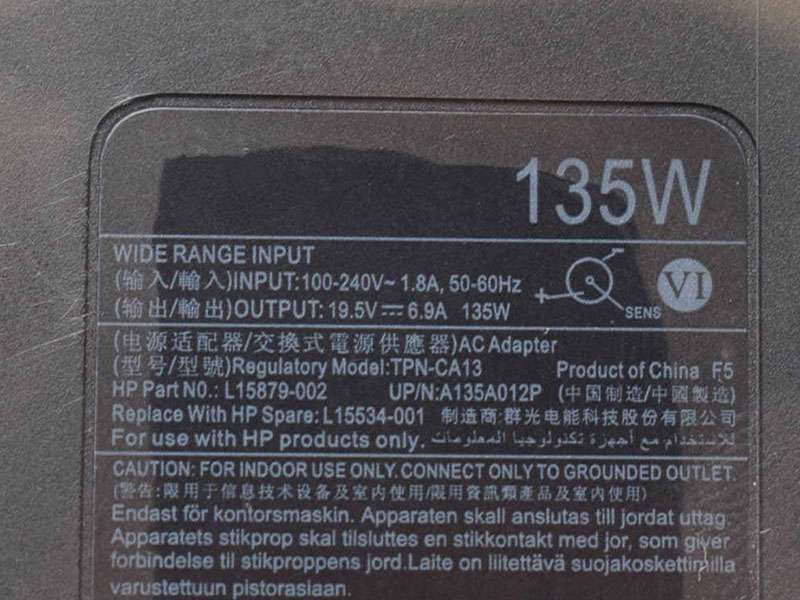 135W
WIDE RANGE INPUT
(输入/輸入)INPUT:100-240V~ 1.8A, 50-60Hz
(输出/輸出)OUTPUT: 19.5V⎓6.9A 135W
SENS
VI
(电源适配器/交換式電源供應器)AC Adapter
(型号/型號)Regulatory Model:TPN-CA13 Product of China F5
HP Part NO.: L15879-002 UP/N:A135A012P (中国制造/中國製造)
Replace With HP Spare: L15534-001 制造商:群光电能科技股份有限公司
For use with HP products only. للاستخدام مع أجهزة تكنولوجيا المعلومات
CAUTION: FOR INDOOR USE ONLY. CONNECT ONLY TO GROUNDED OUTLET.
(警告:限用于信息技术设备及室内使用/限用資訊類產品及室內使用)
Endast för kontorsmaskin. Apparaten skall anslutas till jordat uttag.
Apparatets stikprop skal tilsluttes en stikkontakt med jor, som giver
forbindelse til stikproppens jord.Laite on liitettävä suojakoskettimilla
varustettuun pistorasiaan.